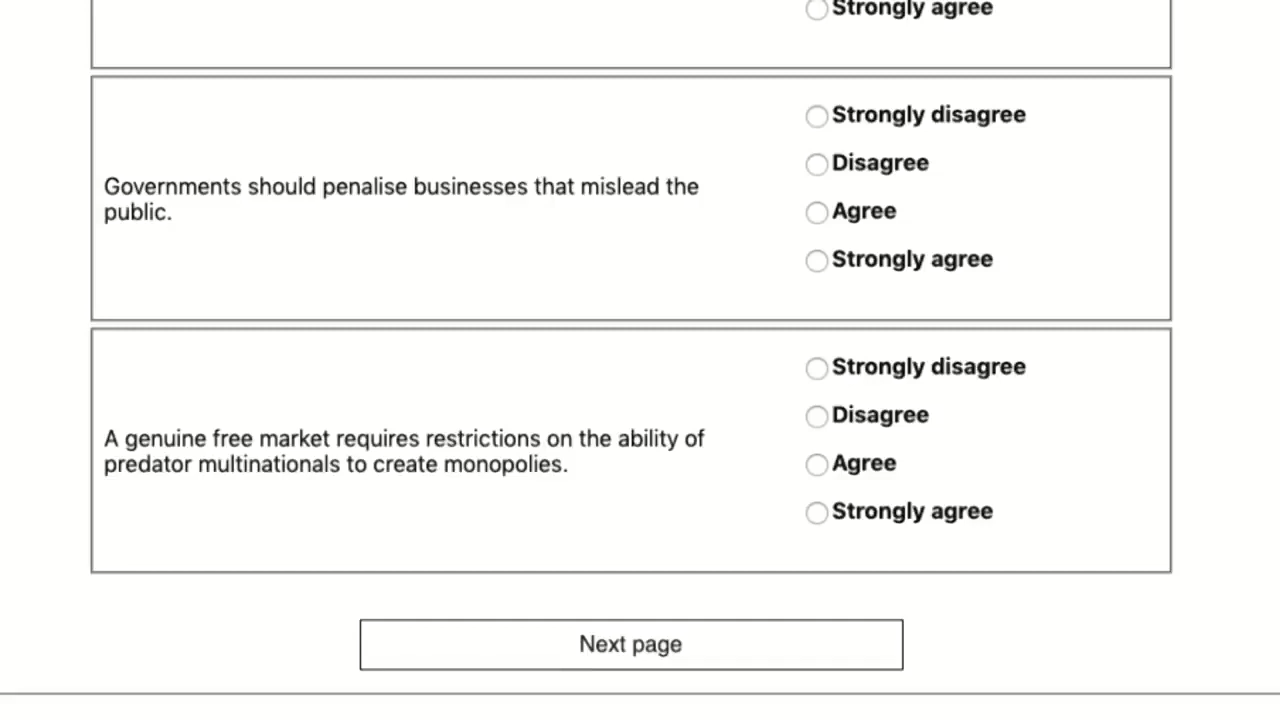 Strongly agree
Strongly disagree
Disagree
Governments should penalise businesses that mislead the
public.
Agree
Strongly agree
Strongly disagree
Disagree
A genuine free market requires restrictions on the ability of
predator multinationals to create monopolies.
Agree
Strongly agree
Next page